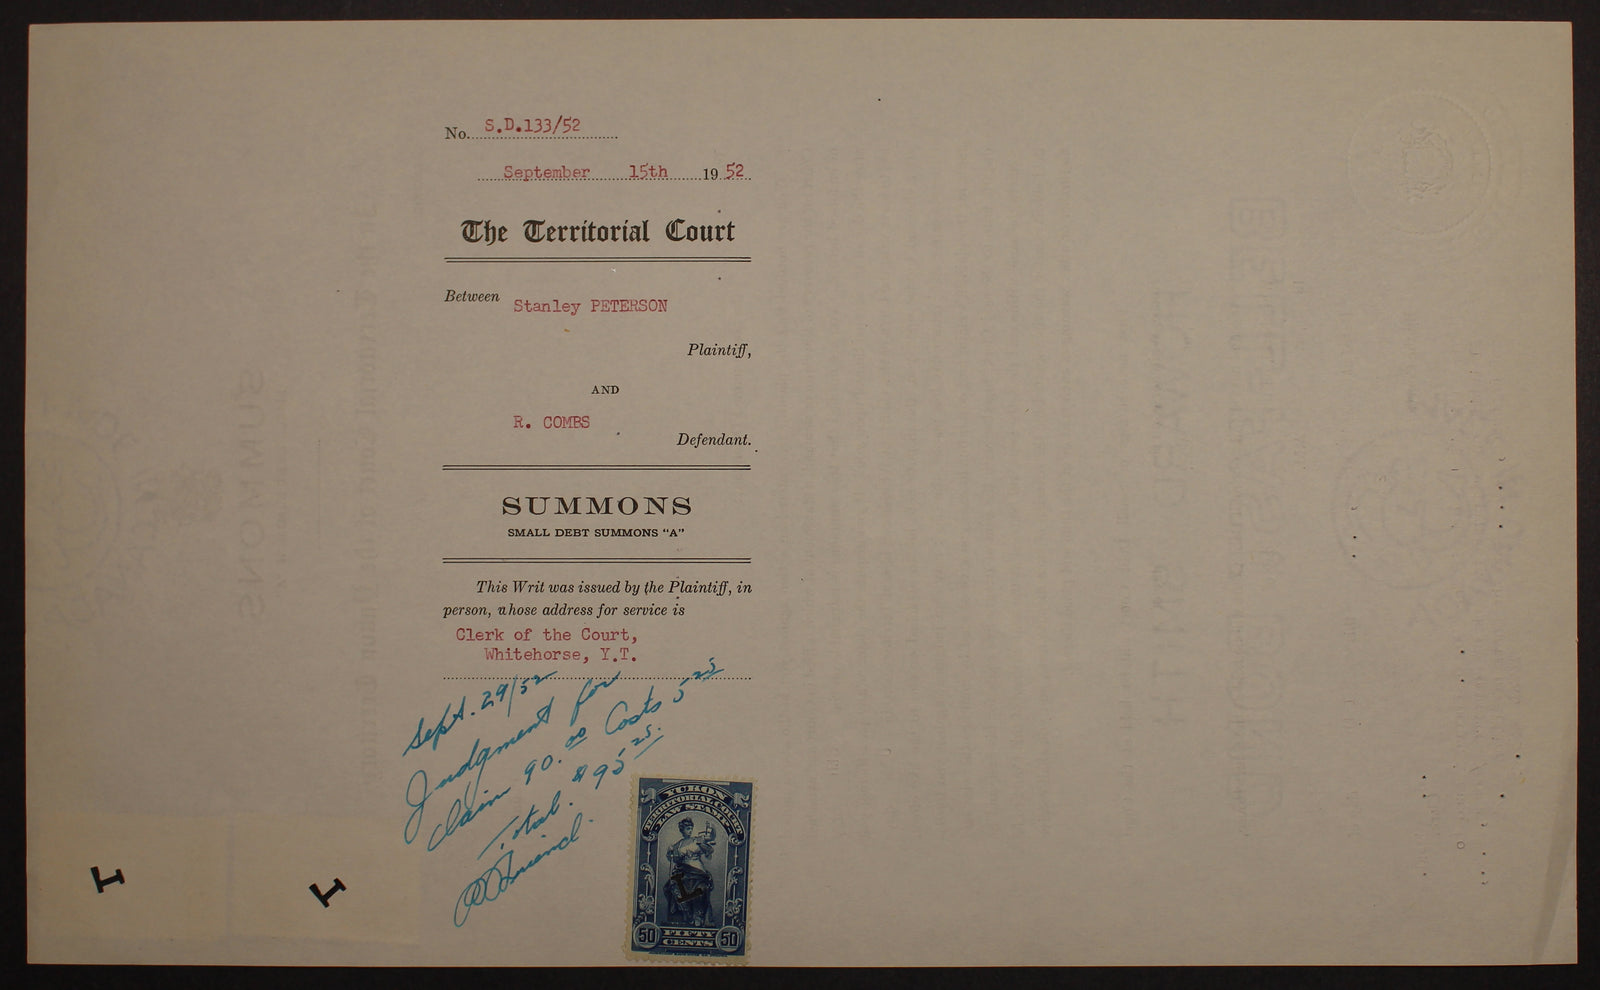 No. S.D.133/52
September 15th 1952
The Territorial Court
Between Stanley PETERSON
Plaintiff,
AND
R. COMBS
Defendant.
SUMMONS
SMALL DEBT SUMMONS "A"
This Writ was issued by the Plaintiff, in
person, whose address for service is
Clerk of the Court,
Whitehorse, Y.T.
Sept. 29/52
Judgment for
Claim 90.00 Costs 5 25
Total. $95 25.
YUKON
TERRITORIAL COURT
LAW STAMP
L
50 FIFTY CENTS 50